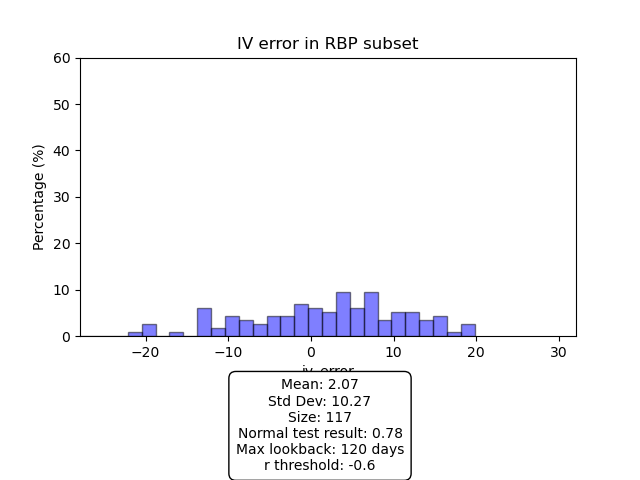 IV error in RBP subset
Percentage (%)
60
50
40
30
20
10
0
−20
−10
0
10
20
30
iv_error
Mean: 2.07
Std Dev: 10.27
Size: 117
Normal test result: 0.78
Max lookback: 120 days
r threshold: -0.6